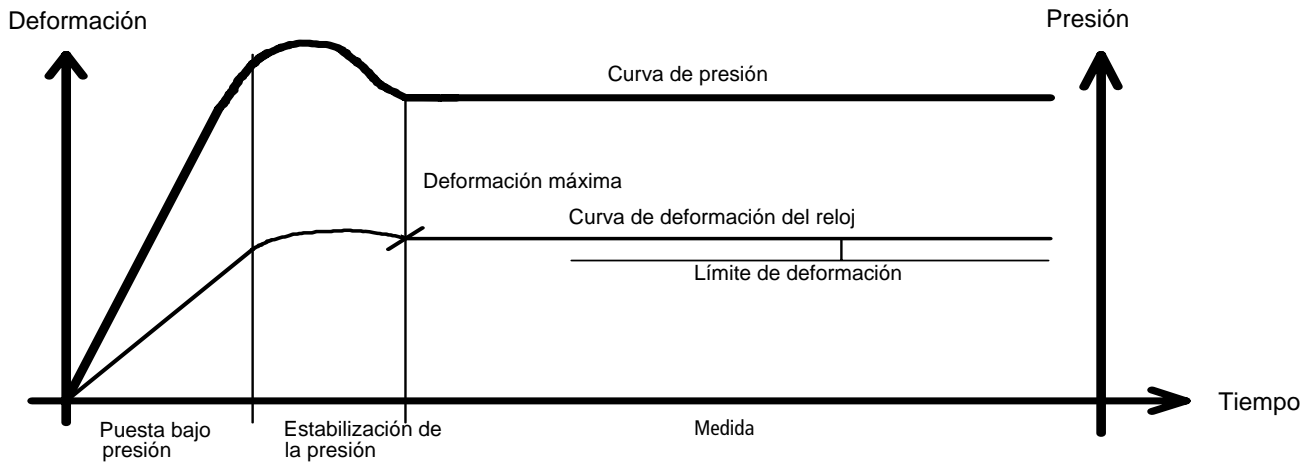 Deformación
Presión
Curva de presión
Deformación máxima
Curva de deformación del reloj
Límite de deformación
Tiempo
Puesta bajo
presión
Estabilización de
la presión
Medida